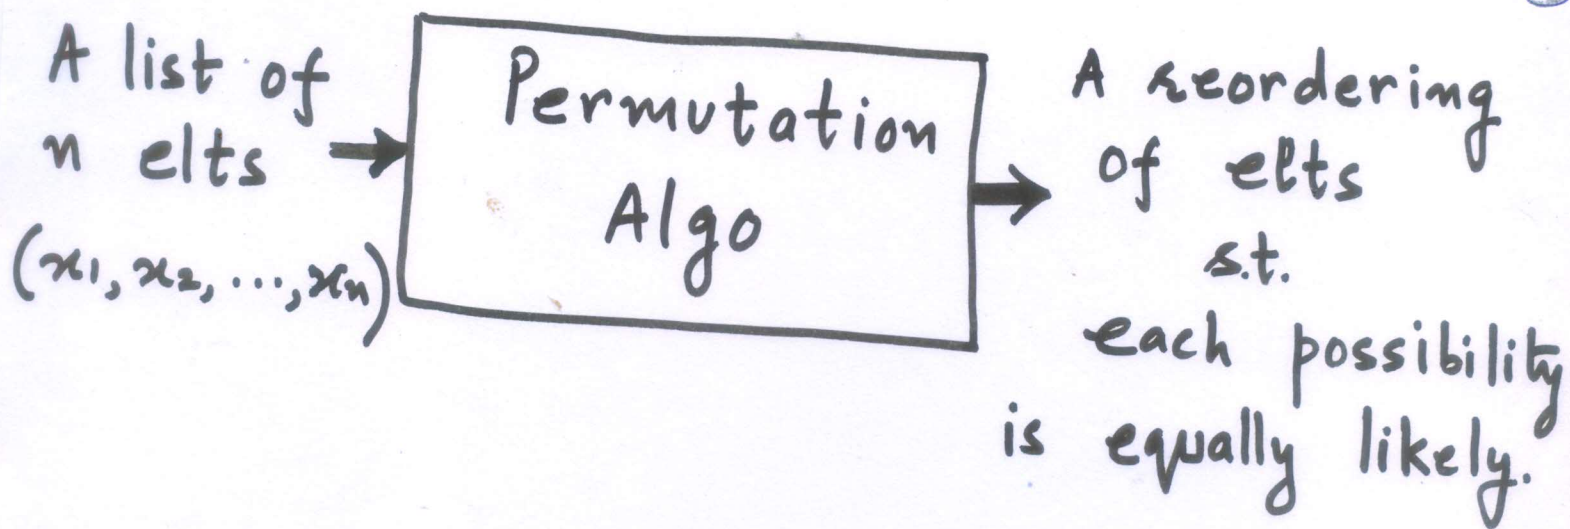 A list of
n elts
(x1, x2, ..., xn)
Permutation
Algo
A reordering
of elts
s.t.
each possibility
is equally likely.